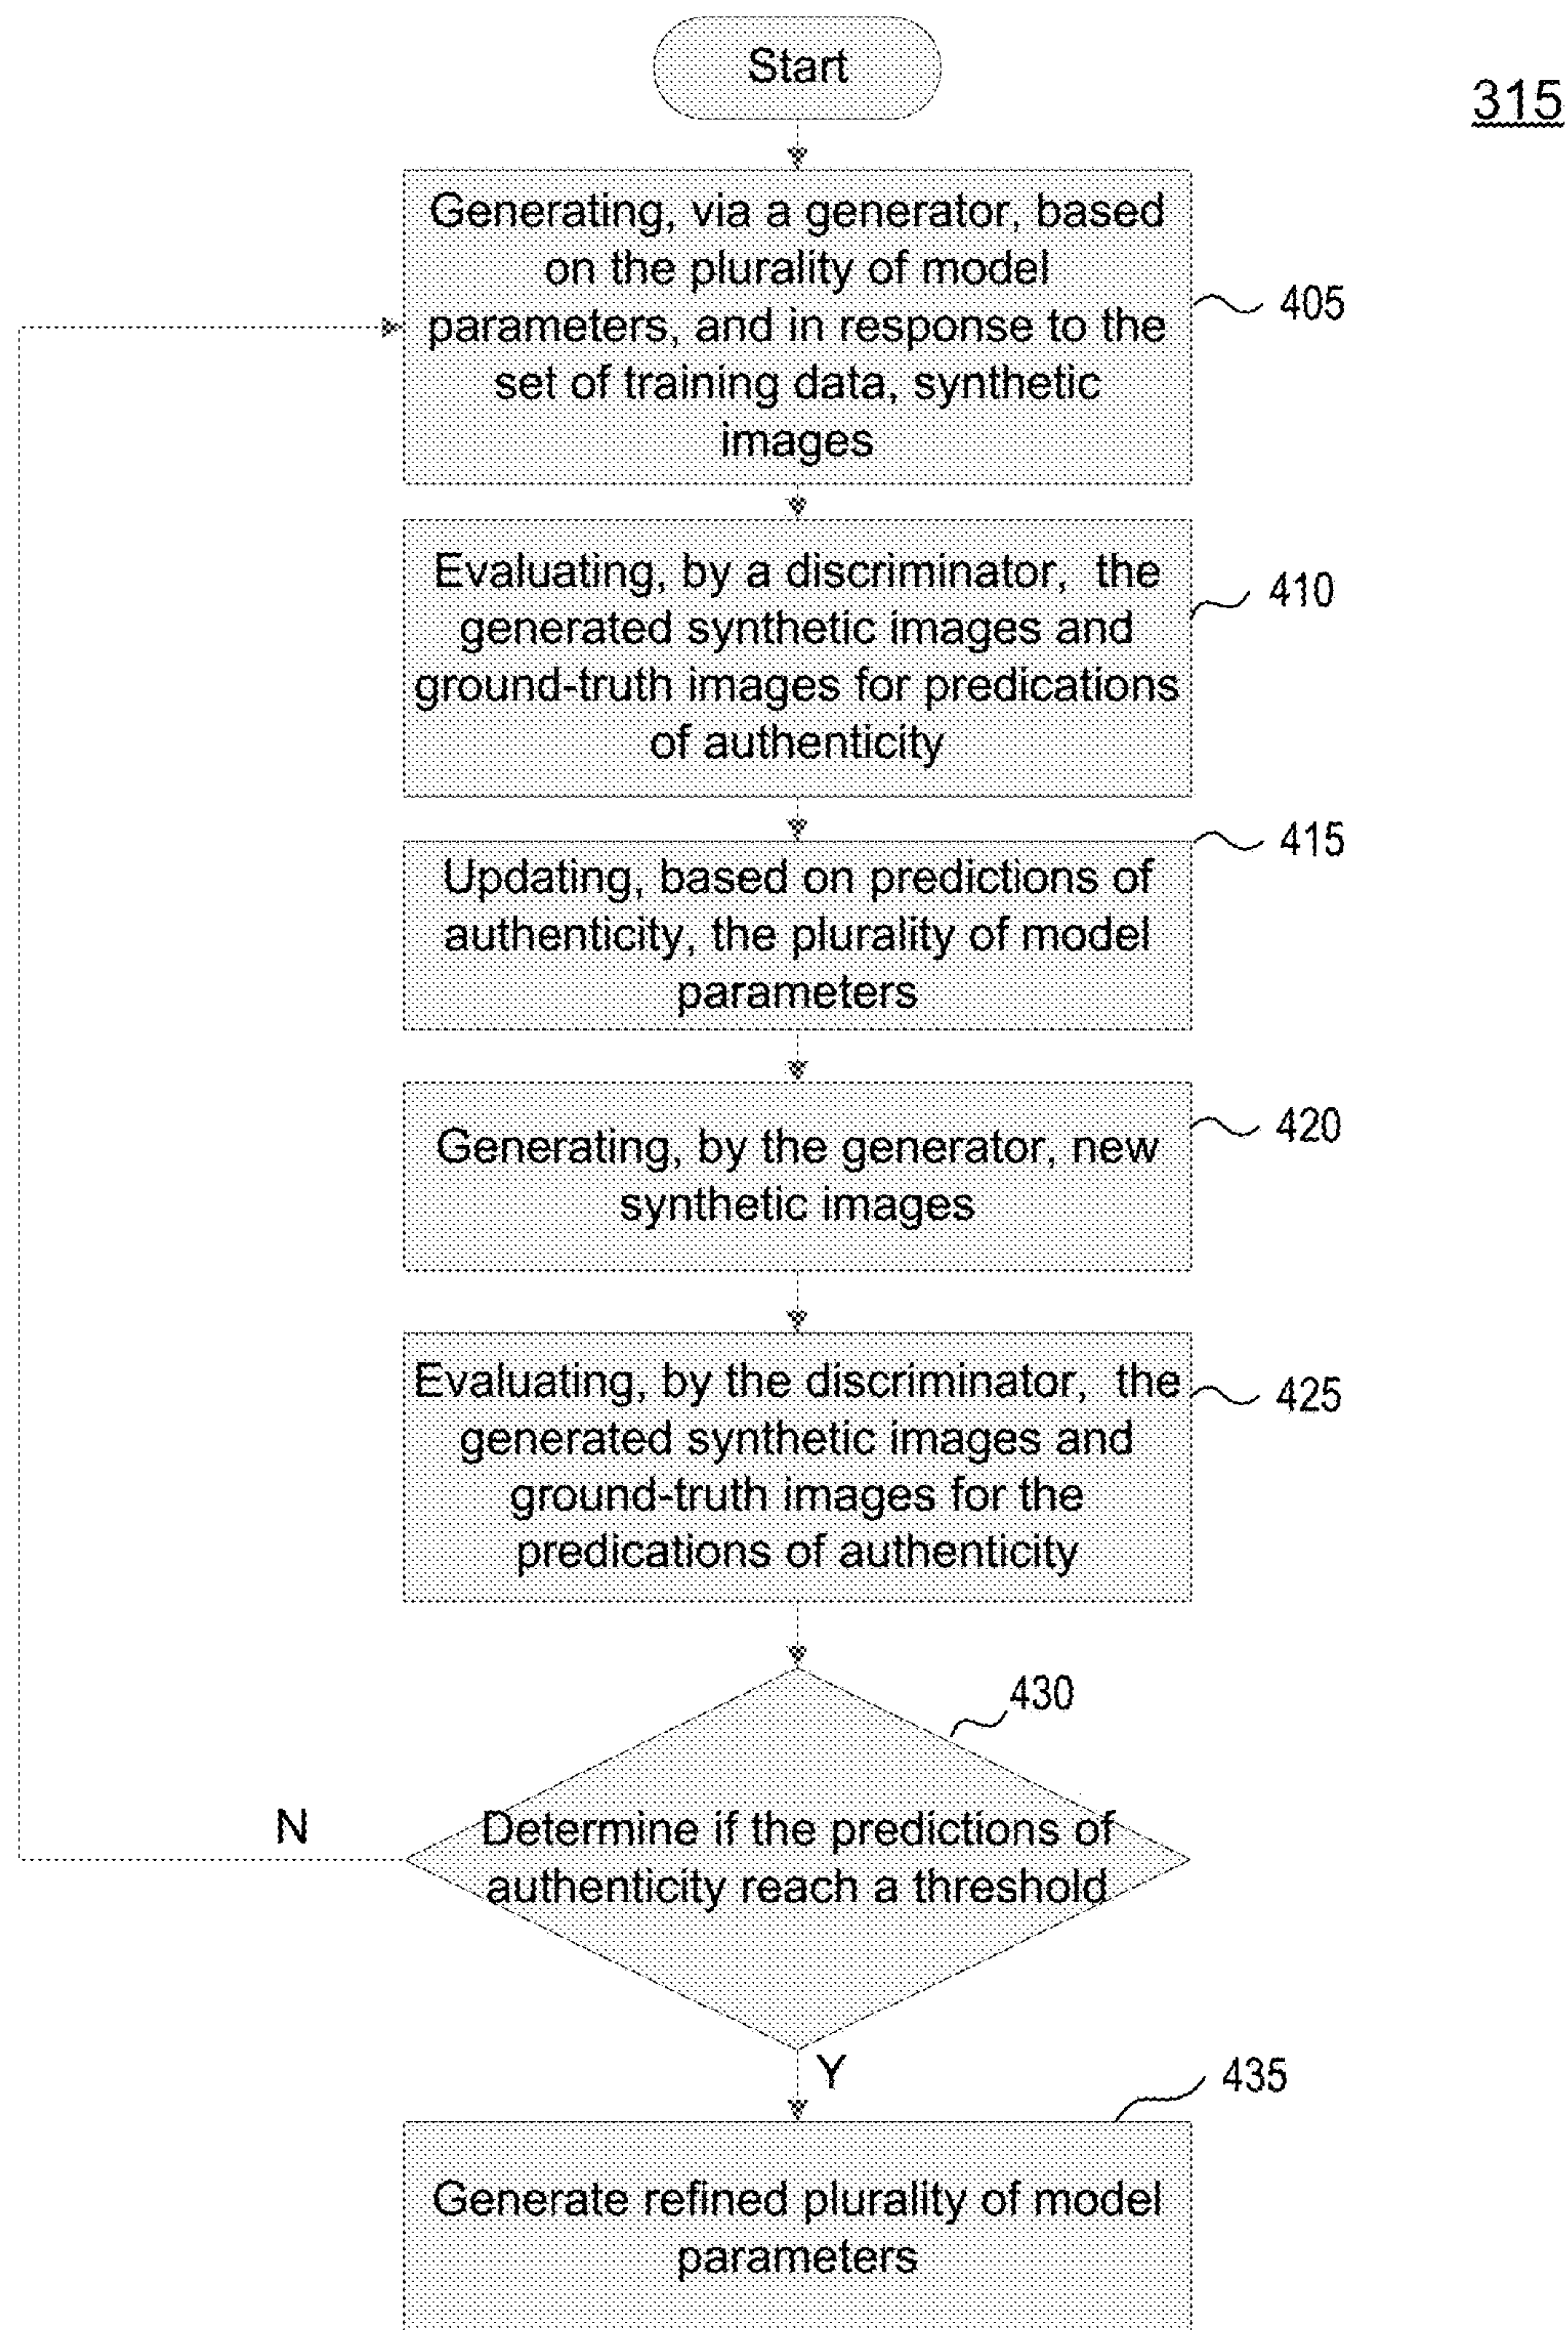 Start
315
Generating, via a generator, based
on the plurality of model
parameters, and in response to the
set of training data, synthetic
images
405
Evaluating, by a discriminator, the
generated synthetic images and
ground-truth images for predications
of authenticity
410
415
Updating, based on predictions of
authenticity, the plurality of model
parameters
420
Generating, by the generator, new
synthetic images
Evaluating, by the discriminator, the
generated synthetic images and
ground-truth images for the
predications of authenticity
425
430
N
Determine if the predictions of
authenticity reach a threshold
Y
435
Generate refined plurality of model
parameters